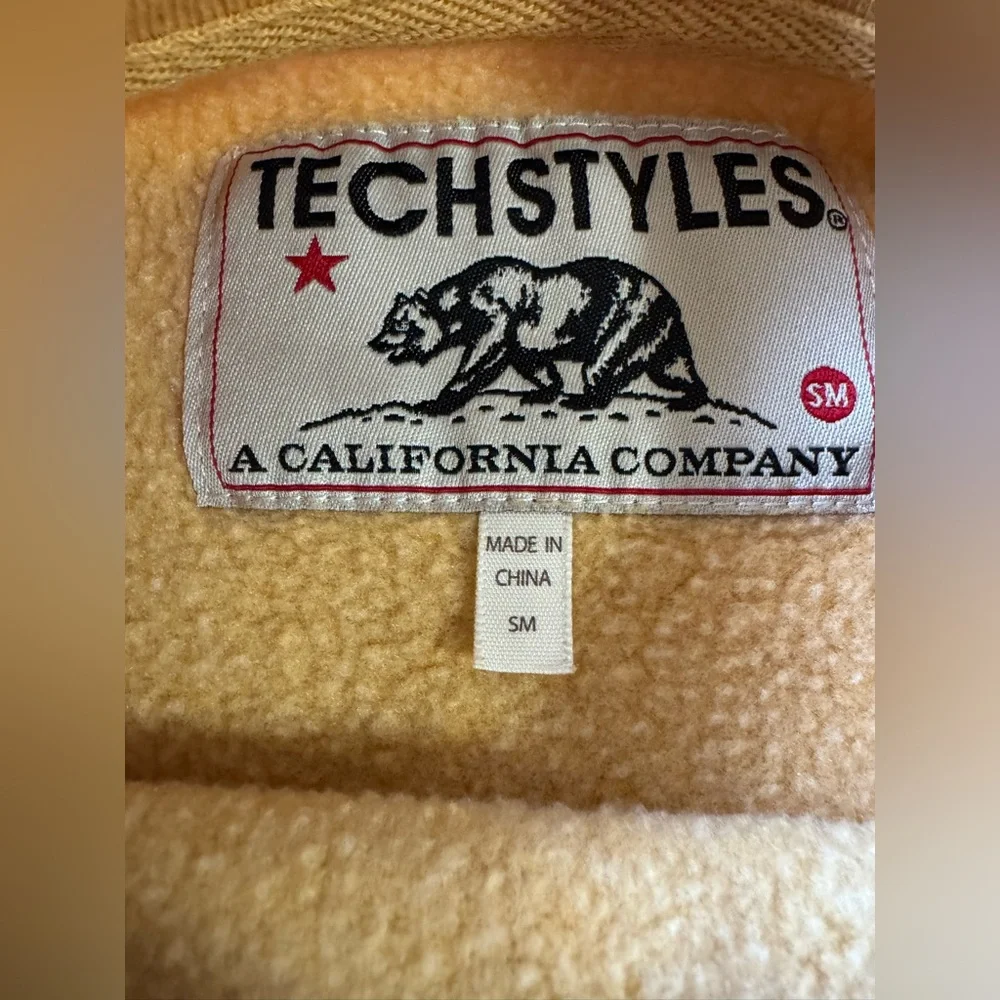 TECHSTYLES®
SM
A CALIFORNIA COMPANY
MADE IN
CHINA
SM